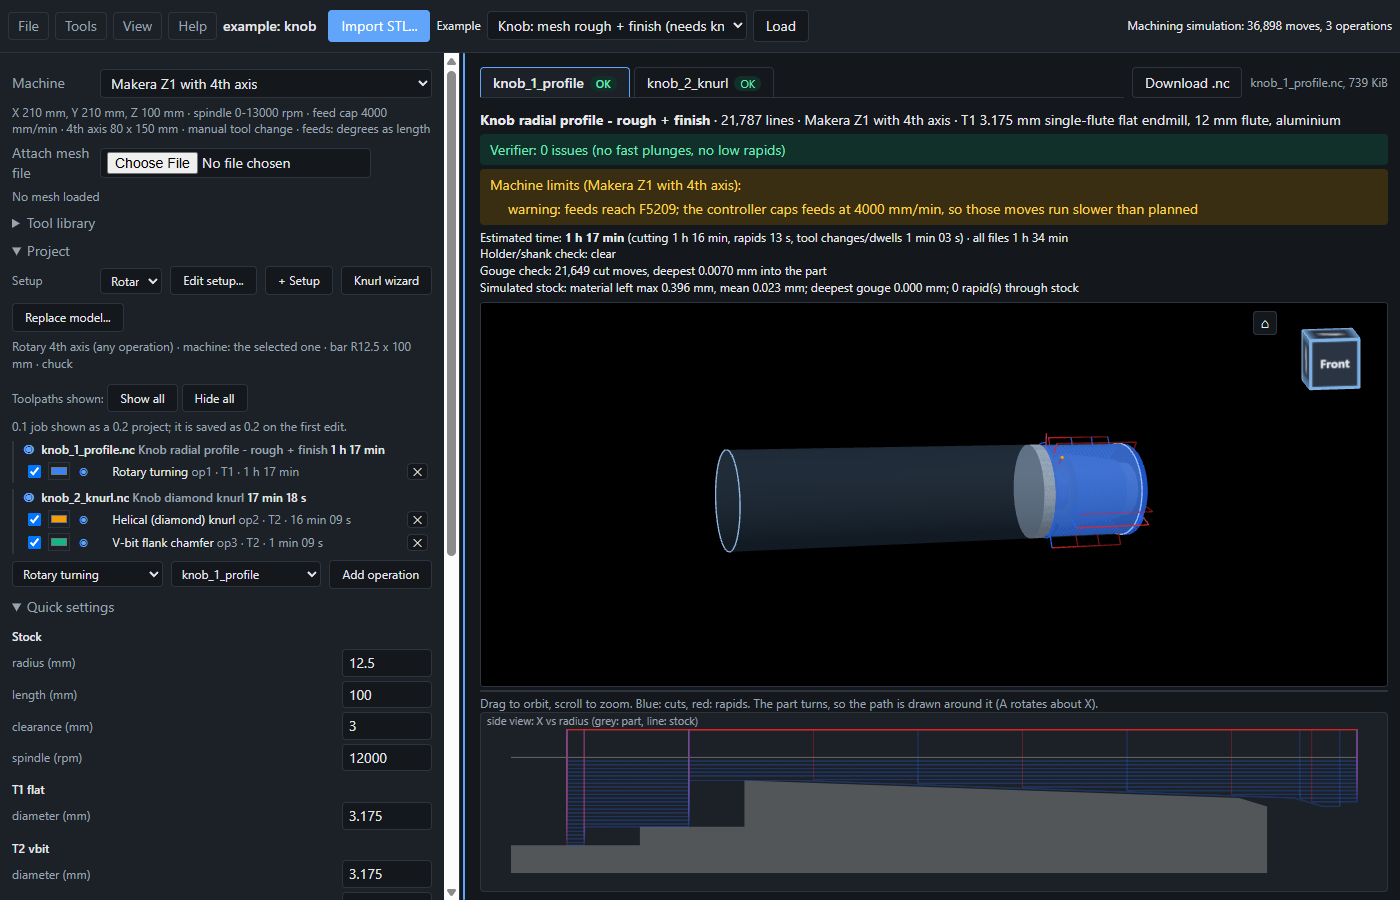 File Tools View Help example: knob Import STL... Example Knob: mesh rough + finish (needs kn Load Machining simulation: 36,898 moves, 3 operations
Machine Makera Z1 with 4th axis
X 210 mm, Y 210 mm, Z 100 mm · spindle 0-13000 rpm · feed cap 4000
mm/min · 4th axis 80 x 150 mm · manual tool change · feeds: degrees as length
Attach mesh file Choose File No file chosen
No mesh loaded
Tool library
Project
Setup Rotar Edit setup... + Setup Knurl wizard
Replace model...
Rotary 4th axis (any operation) · machine: the selected one · bar R12.5 x 100
mm · chuck
Toolpaths shown: Show all Hide all
0.1 job shown as a 0.2 project; it is saved as 0.2 on the first edit.
knob_1_profile.nc Knob radial profile - rough + finish 1 h 17 min
Rotary turning op1 · T1 · 1 h 17 min
knob_2_knurl.nc Knob diamond knurl 17 min 18 s
Helical (diamond) knurl op2 · T2 · 16 min 09 s
V-bit flank chamfer op3 · T2 · 1 min 09 s
Rotary turning knob_1_profile Add operation
Quick settings
Stock
radius (mm) 12.5
length (mm) 100
clearance (mm) 3
spindle (rpm) 12000
T1 flat
diameter (mm) 3.175
T2 vbit
diameter (mm) 3.175
knob_1_profile OK knob_2_knurl OK Download .nc knob_1_profile.nc, 739 KiB
Knob radial profile - rough + finish · 21,787 lines · Makera Z1 with 4th axis · T1 3.175 mm single-flute flat endmill, 12 mm flute, aluminium
Verifier: 0 issues (no fast plunges, no low rapids)
Machine limits (Makera Z1 with 4th axis):
warning: feeds reach F5209; the controller caps feeds at 4000 mm/min, so those moves run slower than planned
Estimated time: 1 h 17 min (cutting 1 h 16 min, rapids 13 s, tool changes/dwells 1 min 03 s) · all files 1 h 34 min
Holder/shank check: clear
Gouge check: 21,649 cut moves, deepest 0.0070 mm into the part
Simulated stock: material left max 0.396 mm, mean 0.023 mm; deepest gouge 0.000 mm; 0 rapid(s) through stock
Front
Drag to orbit, scroll to zoom. Blue: cuts, red: rapids. The part turns, so the path is drawn around it (A rotates about X).
side view: X vs radius (grey: part, line: stock)